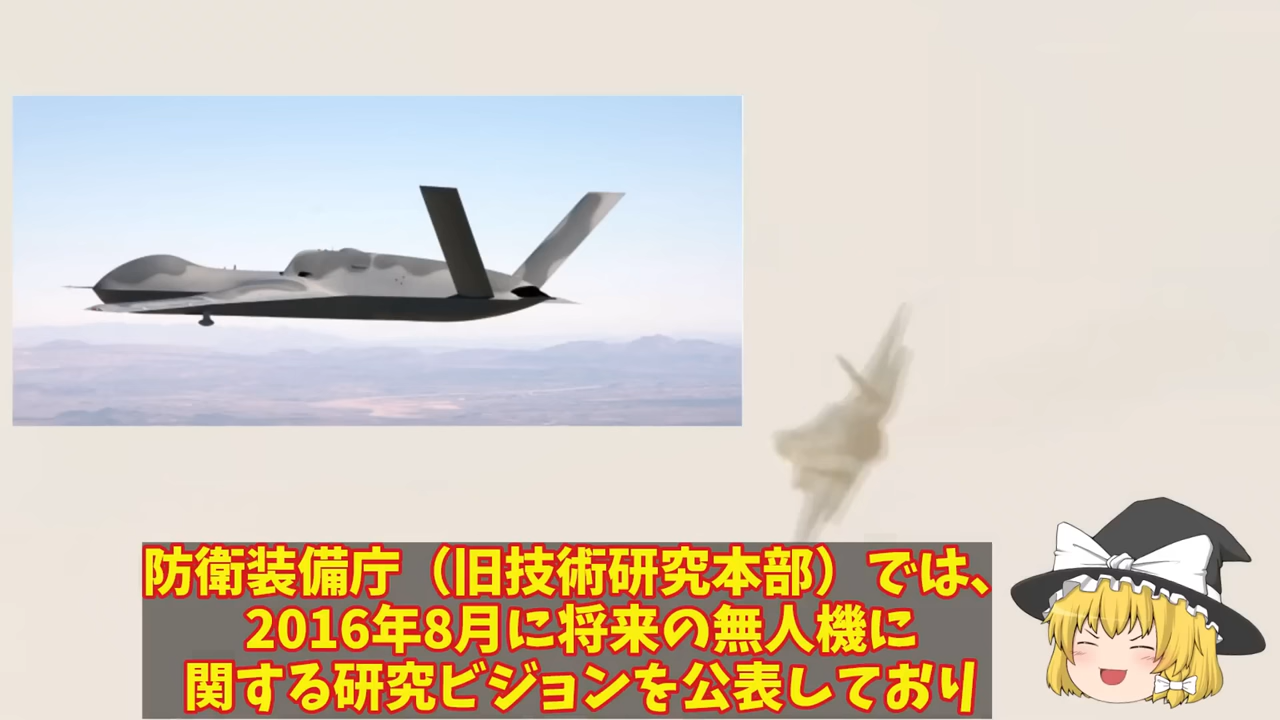 防衛装備庁（旧技術研究本部）では、
2016年8月に将来の無人機に
関する研究ビジョンを公表しており